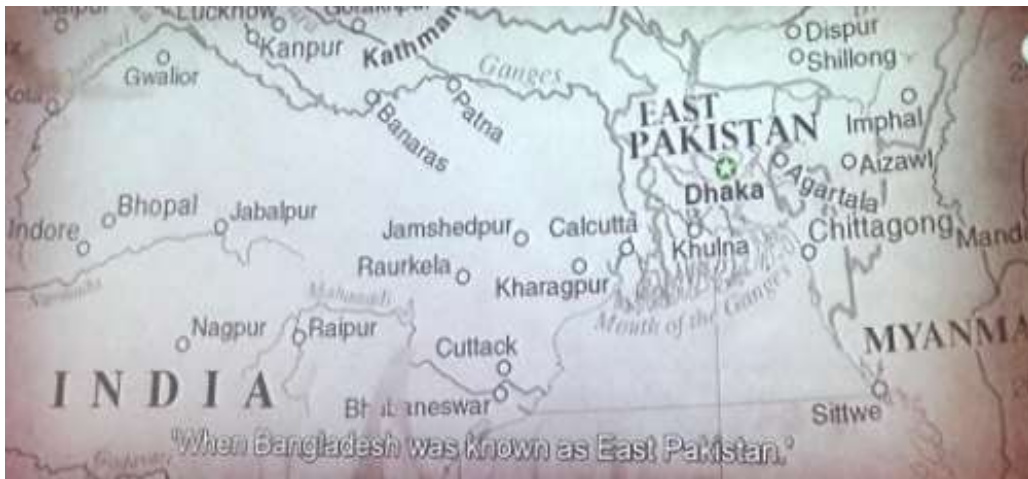 Lucknow
Kanpur
Gwalior
Ganges
Dispur
Shillong
Banaras
Patna
EAST
PAKISTAN
Imphal
Aizawl
Agartala
Dhaka
Indore
Bhopal
Jabalpur
Jamshedpur
Calcutta
Khulna
Chittagong
Raurkela
Kharagpur
Mahanadi
Mouth of the Ganges
Nagpur
Raipur
Cuttack
MYANMA
INDIA
Sittwe
'When Bangladesh was known as East Pakistan.'